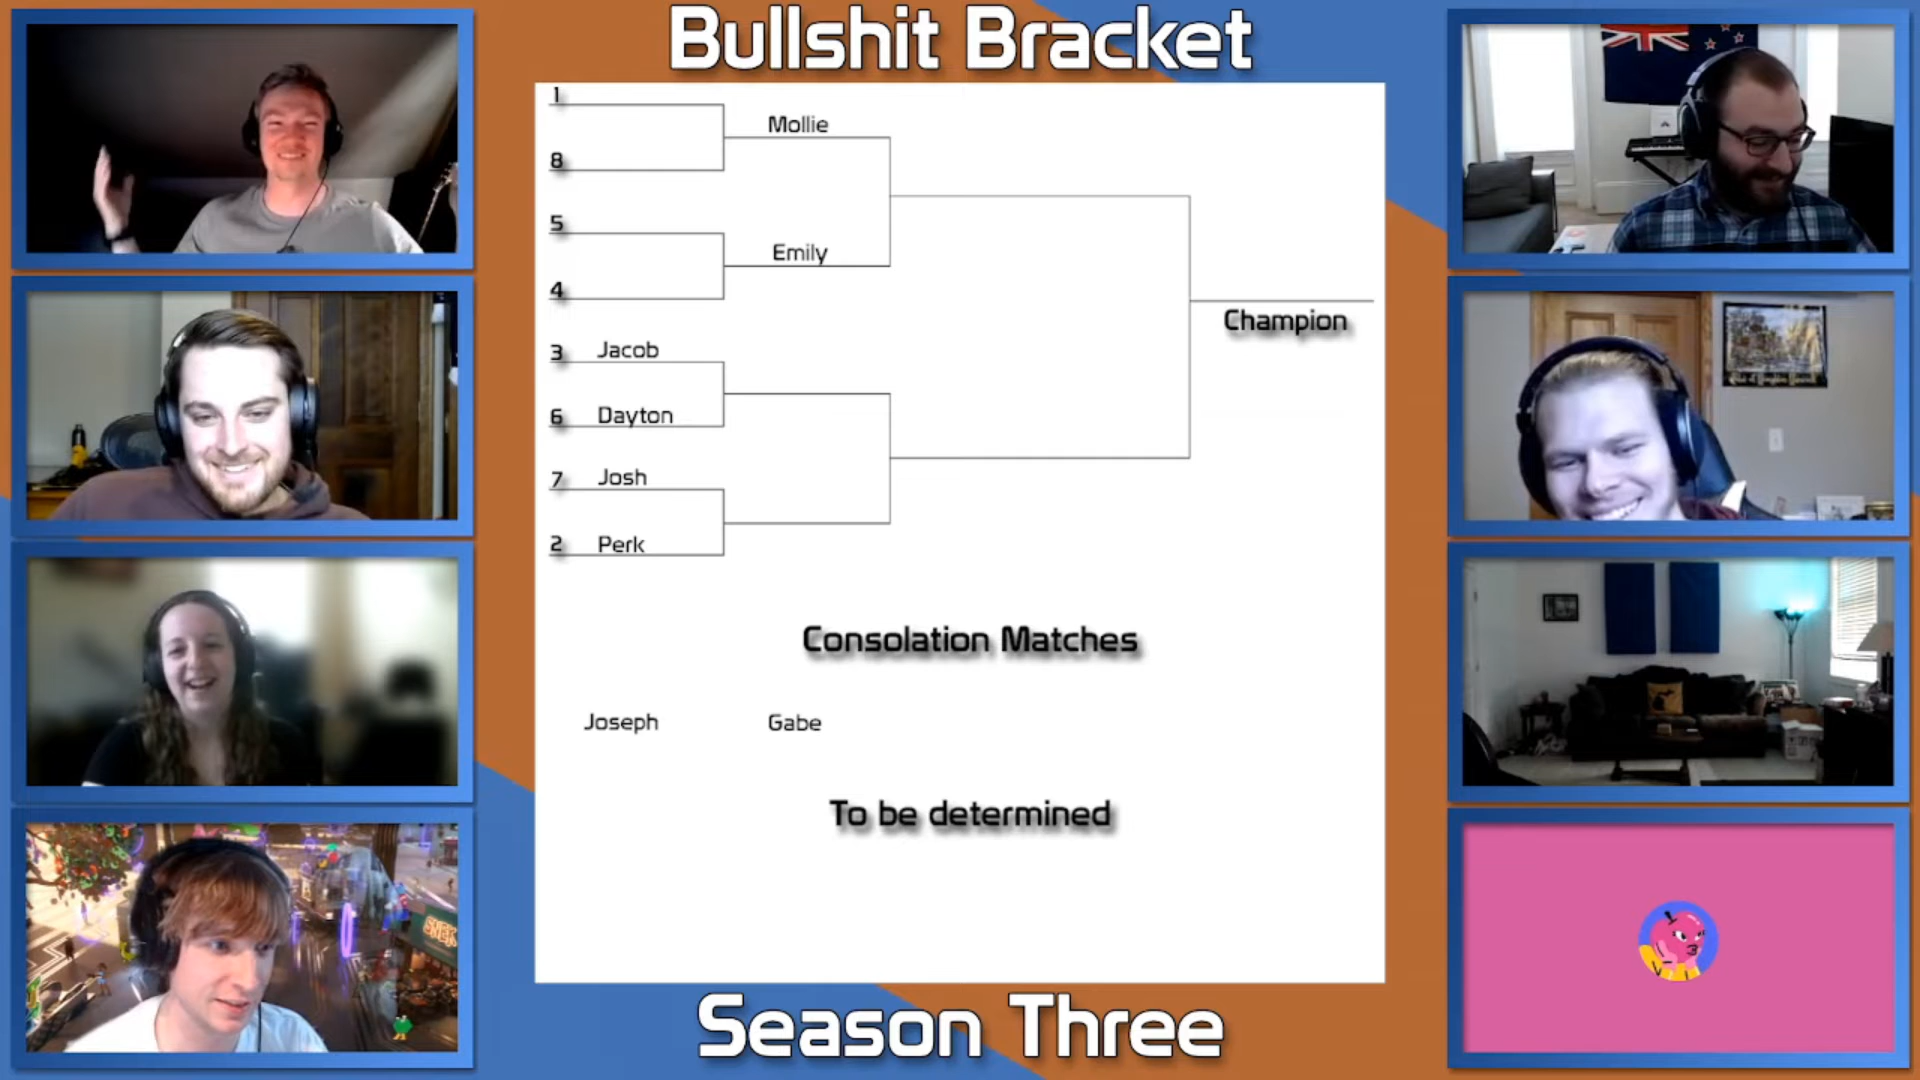 Bullshit Bracket
1
Mollie
8
5
Emily
4
Champion
3 Jacob
6 Dayton
7 Josh
2 Perk
Consolation Matches
Joseph Gabe
To be determined
Season Three